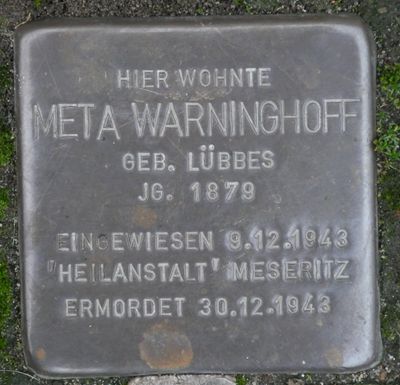 HIER WOHNTE
META WARNINGHOFF
GEB. LÜBBES
JG. 1879
EINGEWIESEN 9.12.1943
"HEILANSTALT" MESERITZ
ERMORDET 30.12.1943